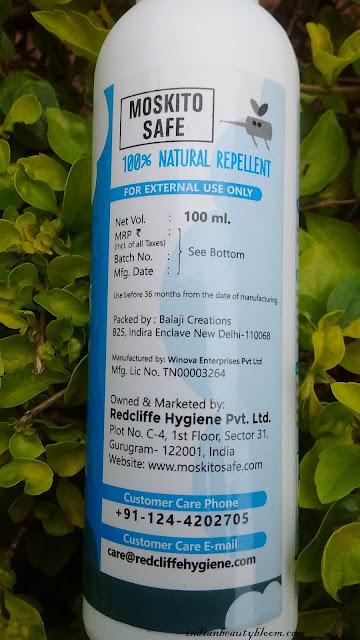 MOSKITO
SAFE
100% NATURAL REPELLENT
FOR EXTERNAL USE ONLY
Net Vol. : 100 ml.
MRP ₹ :
(Incl. of all Taxes)
Batch No. : See Bottom
Mfg. Date :
Use before 36 months from the date of manufacturing.
Packed by : Balaji Creations
B25, Indira Enclave New Delhi-110068
Manufactured by: Winova Enterprises Pvt Ltd
Mfg. Lic No. TN00003264
Owned & Marketed by:
Redcliffe Hygiene Pvt. Ltd.
Plot No. C-4, 1st Floor, Sector 31.
Gurugram- 122001, India
Website: www.moskitosafe.com
Customer Care Phone
+91-124-4202705
Customer Care E-mail
care@redcliffehygiene.com
indianbeautybloom.com